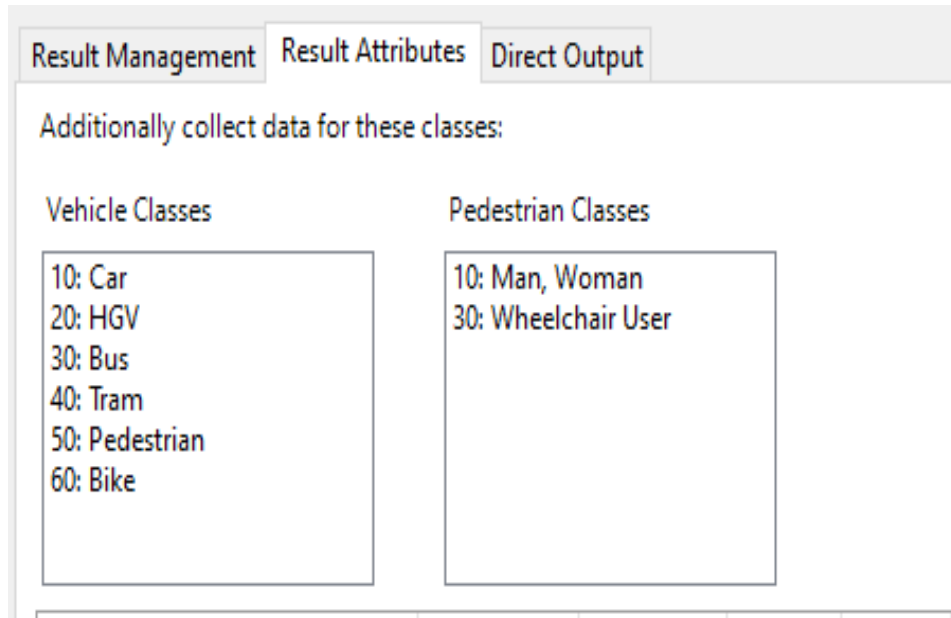 Result Management Result Attributes Direct Output
Additionally collect data for these classes:
Vehicle Classes
10: Car
20: HGV
30: Bus
40: Tram
50: Pedestrian
60: Bike
Pedestrian Classes
10: Man, Woman
30: Wheelchair User